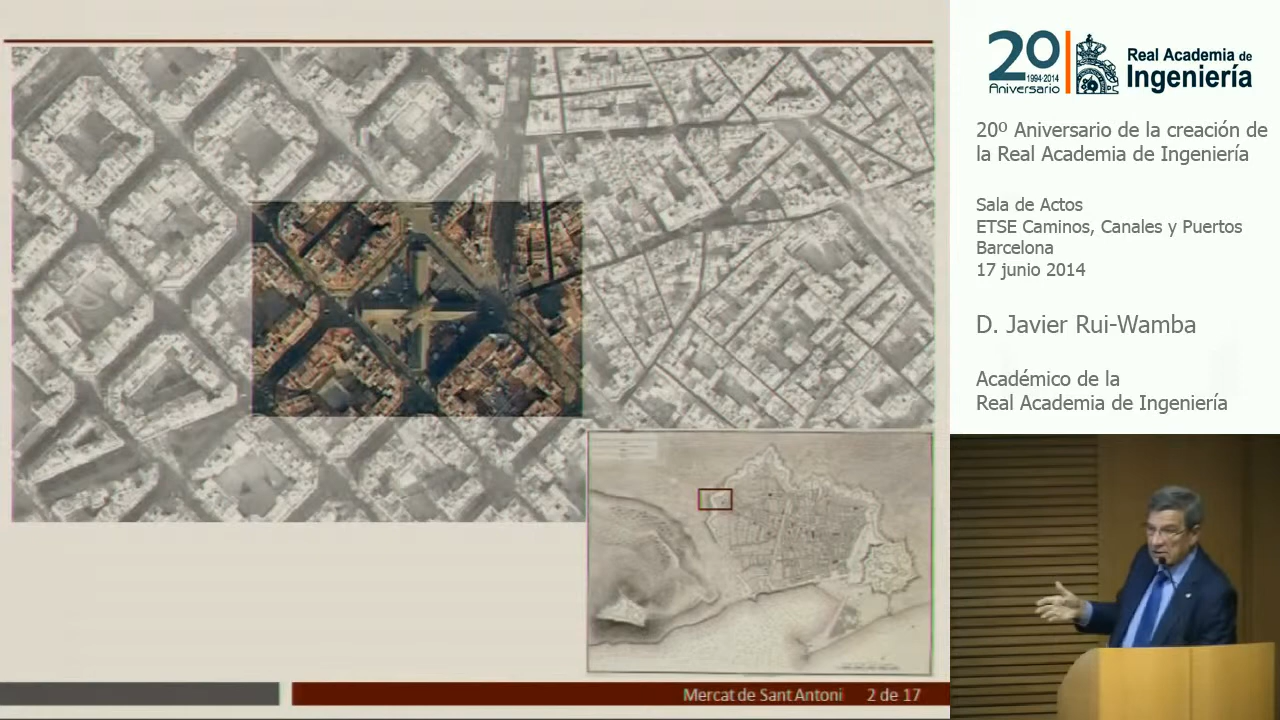 20
1994-2014
Aniversario
Real Academia de
Ingeniería
20º Aniversario de la creación de
la Real Academia de Ingeniería
Sala de Actos
ETSE Caminos, Canales y Puertos
Barcelona
17 junio 2014
D. Javier Rui-Wamba
Académico de la
Real Academia de Ingeniería
Mercat de Sant Antoni 2 de 17